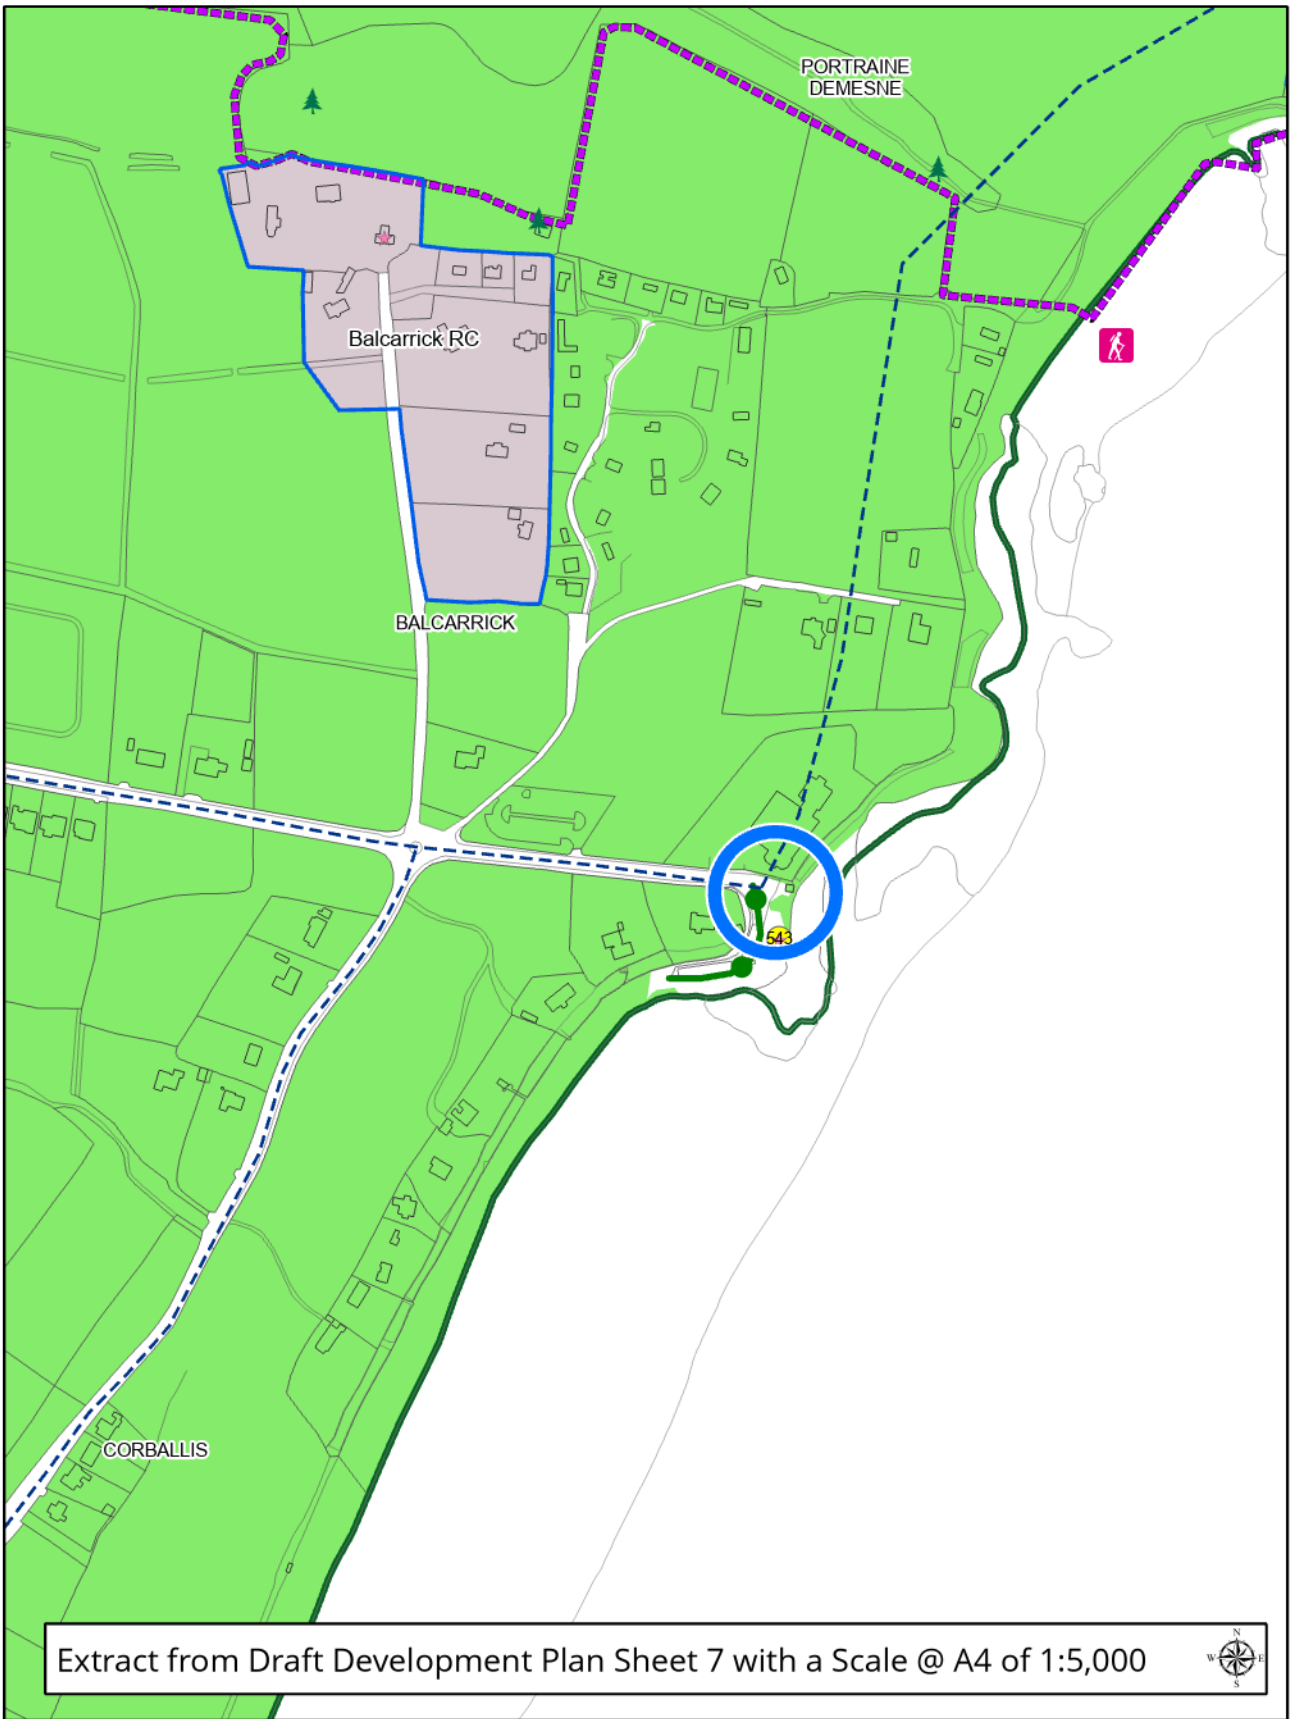 PORTRAINE
DEMESNE
Balcarrick RC
BALCARRICK
543
CORBALLIS
Extract from Draft Development Plan Sheet 7 with a Scale @ A4 of 1:5,000
N
W E
S